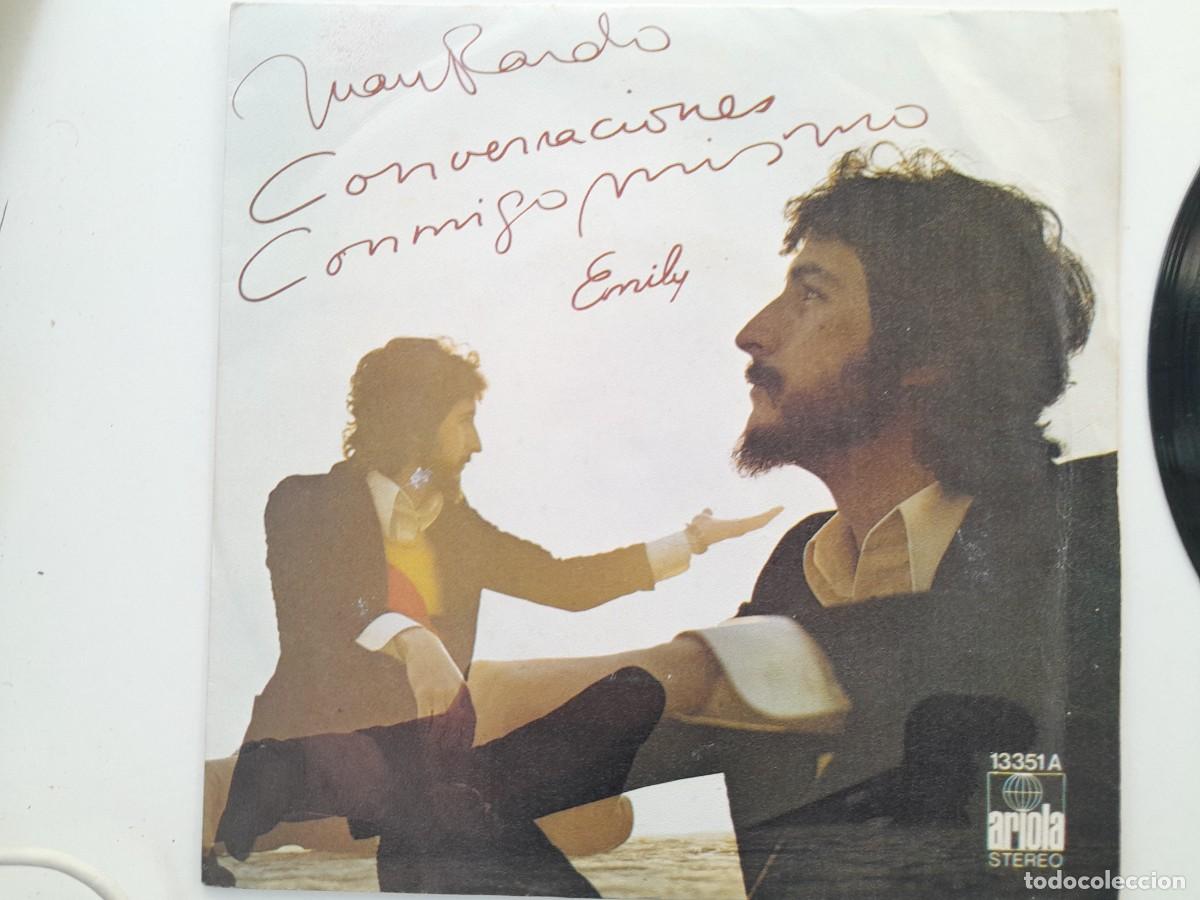 Juan Pardo
Conversaciones
Conmigo mismo
Emily
13351 A
ariola
STEREO
todocoleccion